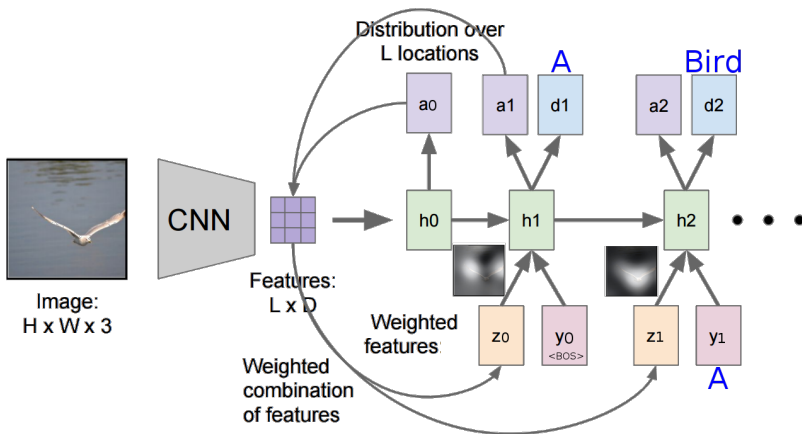 Distribution over
L locations
A
Bird
a0
a1
d1
a2
d2
CNN
h0
h1
h2
Image:
H x W x 3
Features:
L x D
Weighted
features:
z0
y0
<BOS>
z1
y1
A
Weighted
combination
of features